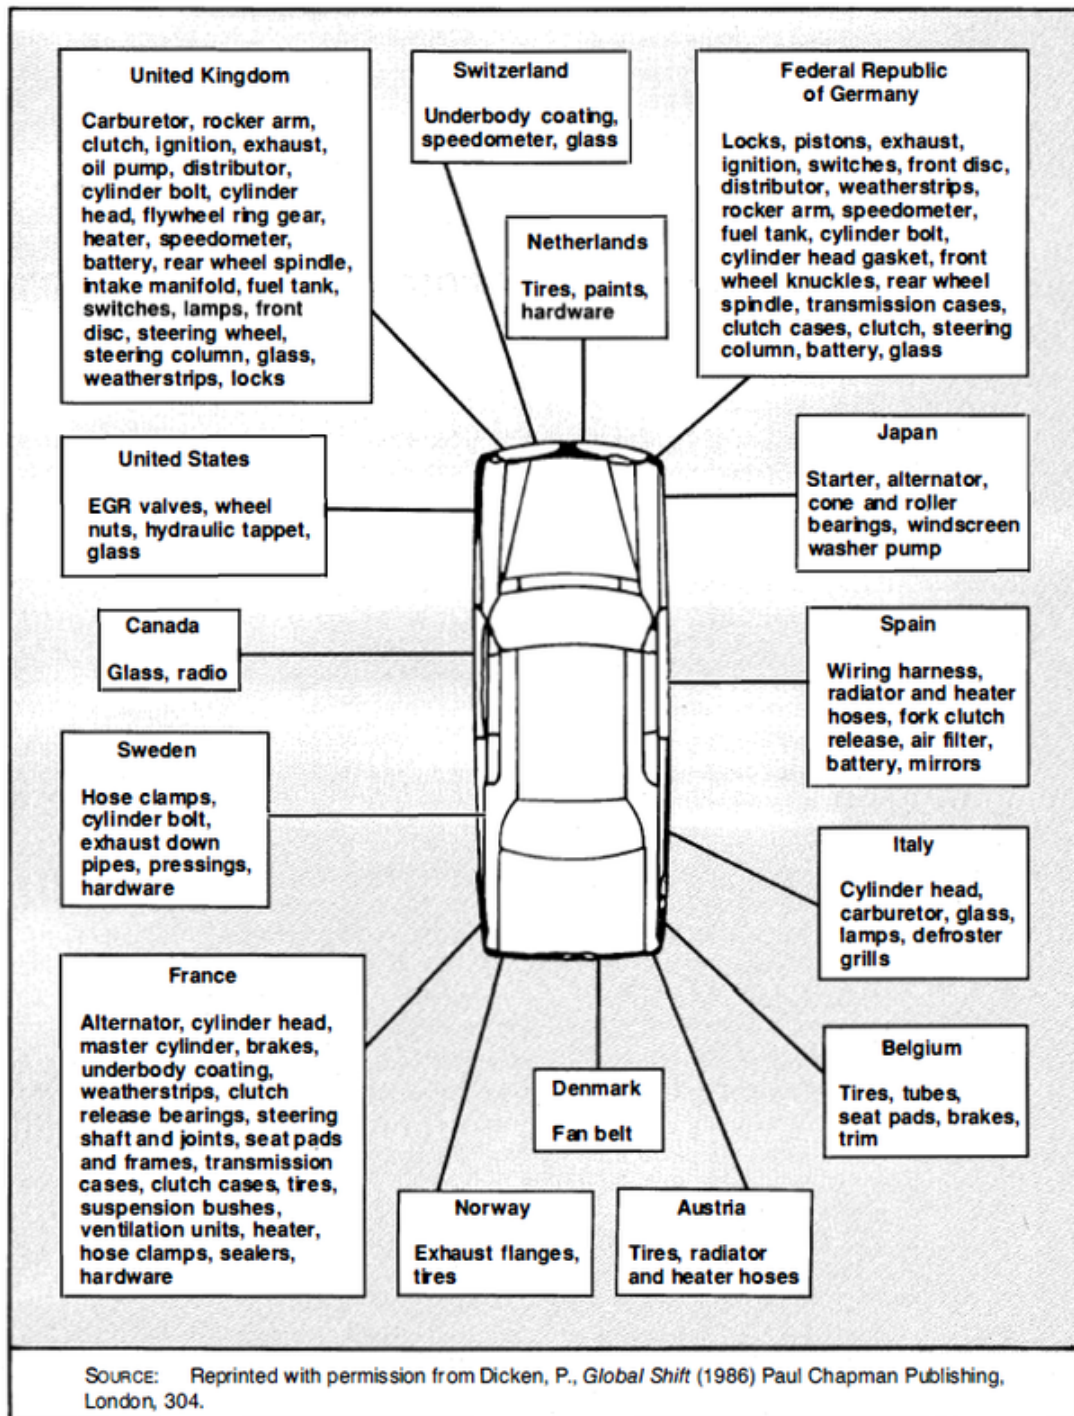 United Kingdom
Carburetor, rocker arm,
clutch, ignition, exhaust,
oil pump, distributor,
cylinder bolt, cylinder
head, flywheel ring gear,
heater, speedometer,
battery, rear wheel spindle,
intake manifold, fuel tank,
switches, lamps, front
disc, steering wheel,
steering column, glass,
weatherstrips, locks
Switzerland
Underbody coating,
speedometer, glass
Federal Republic
of Germany
Locks, pistons, exhaust,
ignition, switches, front disc,
distributor, weatherstrips,
rocker arm, speedometer,
fuel tank, cylinder bolt,
cylinder head gasket, front
wheel knuckles, rear wheel
spindle, transmission cases,
clutch cases, clutch, steering
column, battery, glass
Netherlands
Tires, paints,
hardware
United States
EGR valves, wheel
nuts, hydraulic tappet,
glass
Japan
Starter, alternator,
cone and roller
bearings, windscreen
washer pump
Canada
Glass, radio
Spain
Wiring harness,
radiator and heater
hoses, fork clutch
release, air filter,
battery, mirrors
Sweden
Hose clamps,
cylinder bolt,
exhaust down
pipes, pressings,
hardware
Italy
Cylinder head,
carburetor, glass,
lamps, defroster
grills
France
Alternator, cylinder head,
master cylinder, brakes,
underbody coating,
weatherstrips, clutch
release bearings, steering
shaft and joints, seat pads
and frames, transmission
cases, clutch cases, tires,
suspension bushes,
ventilation units, heater,
hose clamps, sealers,
hardware
Belgium
Tires, tubes,
seat pads, brakes,
trim
Denmark
Fan belt
Norway
Exhaust flanges,
tires
Austria
Tires, radiator
and heater hoses
SOURCE: Reprinted with permission from Dicken, P., Global Shift (1986) Paul Chapman Publishing,
London, 304.